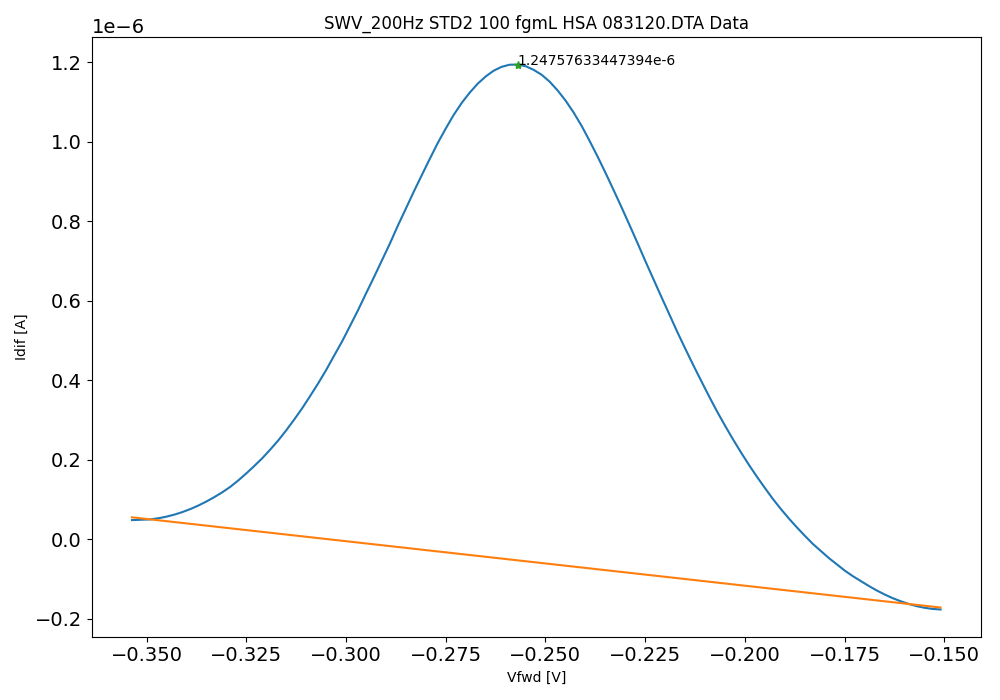 SWV_200Hz STD2 100 fgmL HSA 083120.DTA Data
1e−6
1.24757633447394e-6
1.2
1.0
0.8
0.6
0.4
0.2
0.0
−0.2
Idif [A]
−0.350 −0.325 −0.300 −0.275 −0.250 −0.225 −0.200 −0.175 −0.150
Vfwd [V]